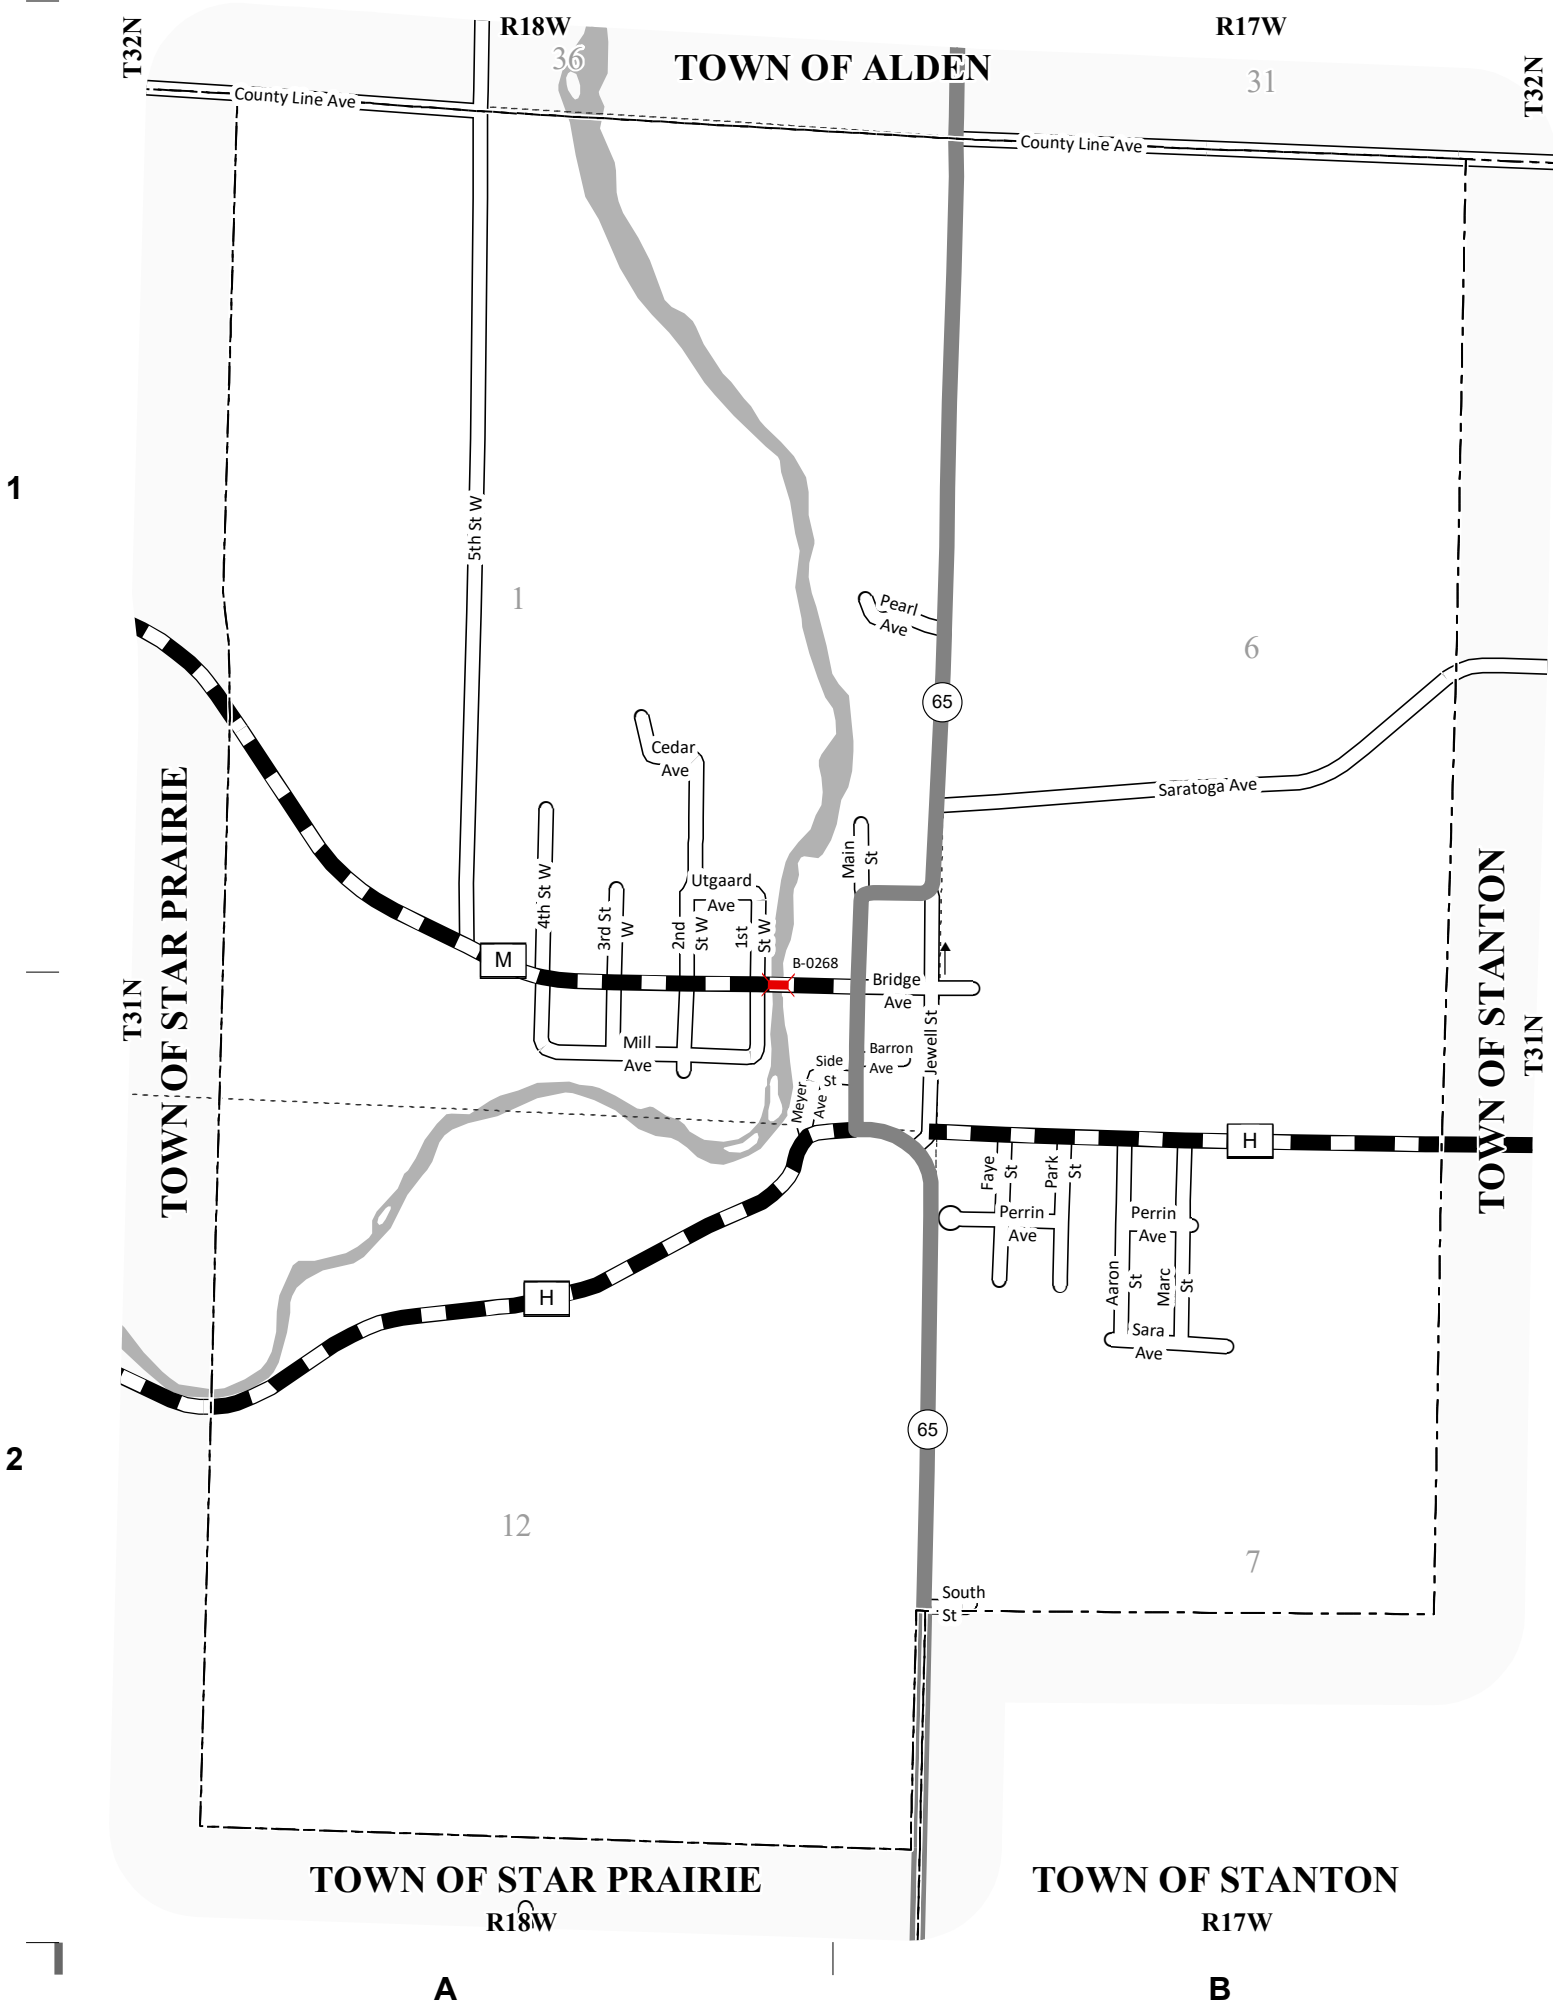 R18W
R17W
T32N
36
TOWN OF ALDEN
31
T32N
County Line Ave
County Line Ave
1
5th St W
1
Pearl
Ave
6
65
Cedar
Ave
Saratoga Ave
TOWN OF STAR PRAIRIE
TOWN OF STANTON
Main
St
4th St W
Utgaard
Ave
3rd St
W
2nd
St W
1st
St W
M
B-0268
Bridge
Ave
T31N
T31N
Jewell St
Mill
Ave
Barron
Ave
Side
St
Meyer
Ave
H
Faye
St
Park
St
Perrin
Ave
Perrin
Ave
Aaron
St
Marc
St
H
Sara
Ave
65
2
12
7
South
St
TOWN OF STAR PRAIRIE
TOWN OF STANTON
R18W
R17W
A
B